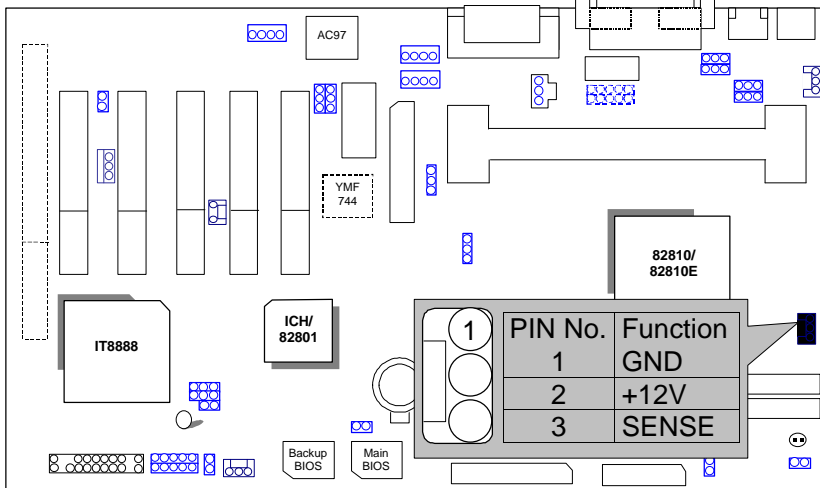 AC97
YMF
744
82810/
82810E
IT8888
ICH/
82801
1
PIN No. Function
1 GND
2 +12V
3 SENSE
Backup
BIOS
Main
BIOS